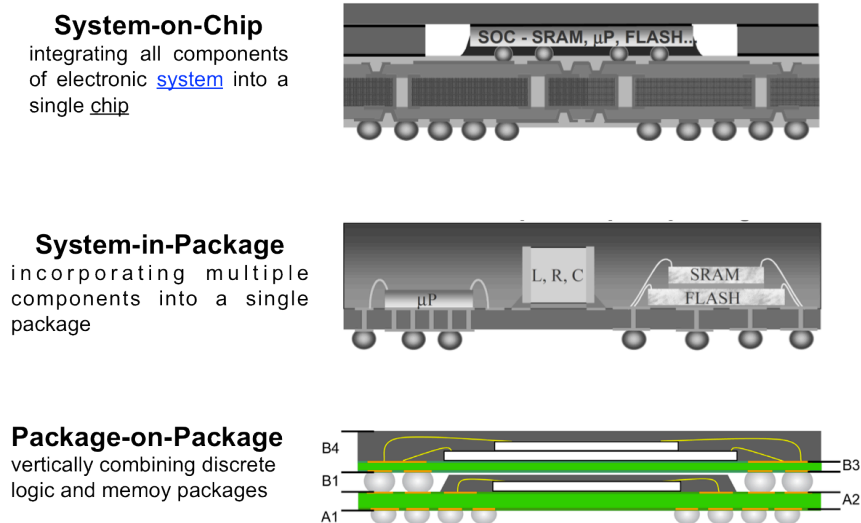 System-on-Chip
integrating all components
of electronic system into a
single chip
SOC - SRAM, µP, FLASH..
System-in-Package
incorporating multiple
components into a single
package
µP
L, R, C
SRAM
FLASH
Package-on-Package
vertically combining discrete
logic and memoy packages
B4
B3
B1
A2
A1